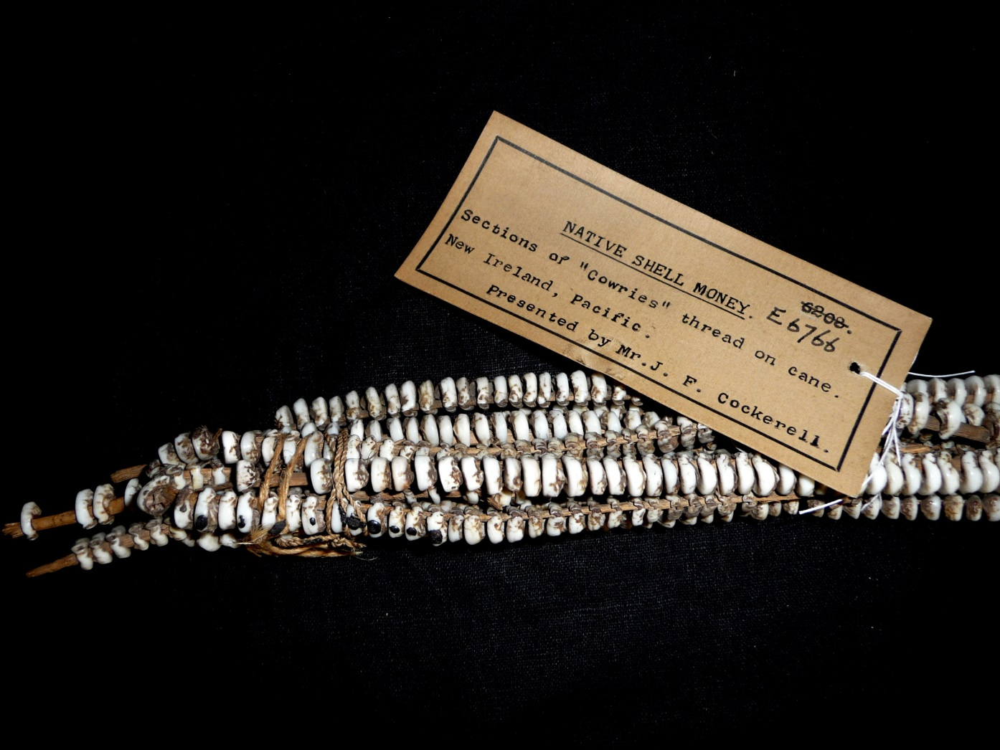 NATIVE SHELL MONEY. 6208.
E6766
Sections of "Cowries" thread on cane.
New Ireland, Pacific.
Presented by Mr.J. F. Cockerell.